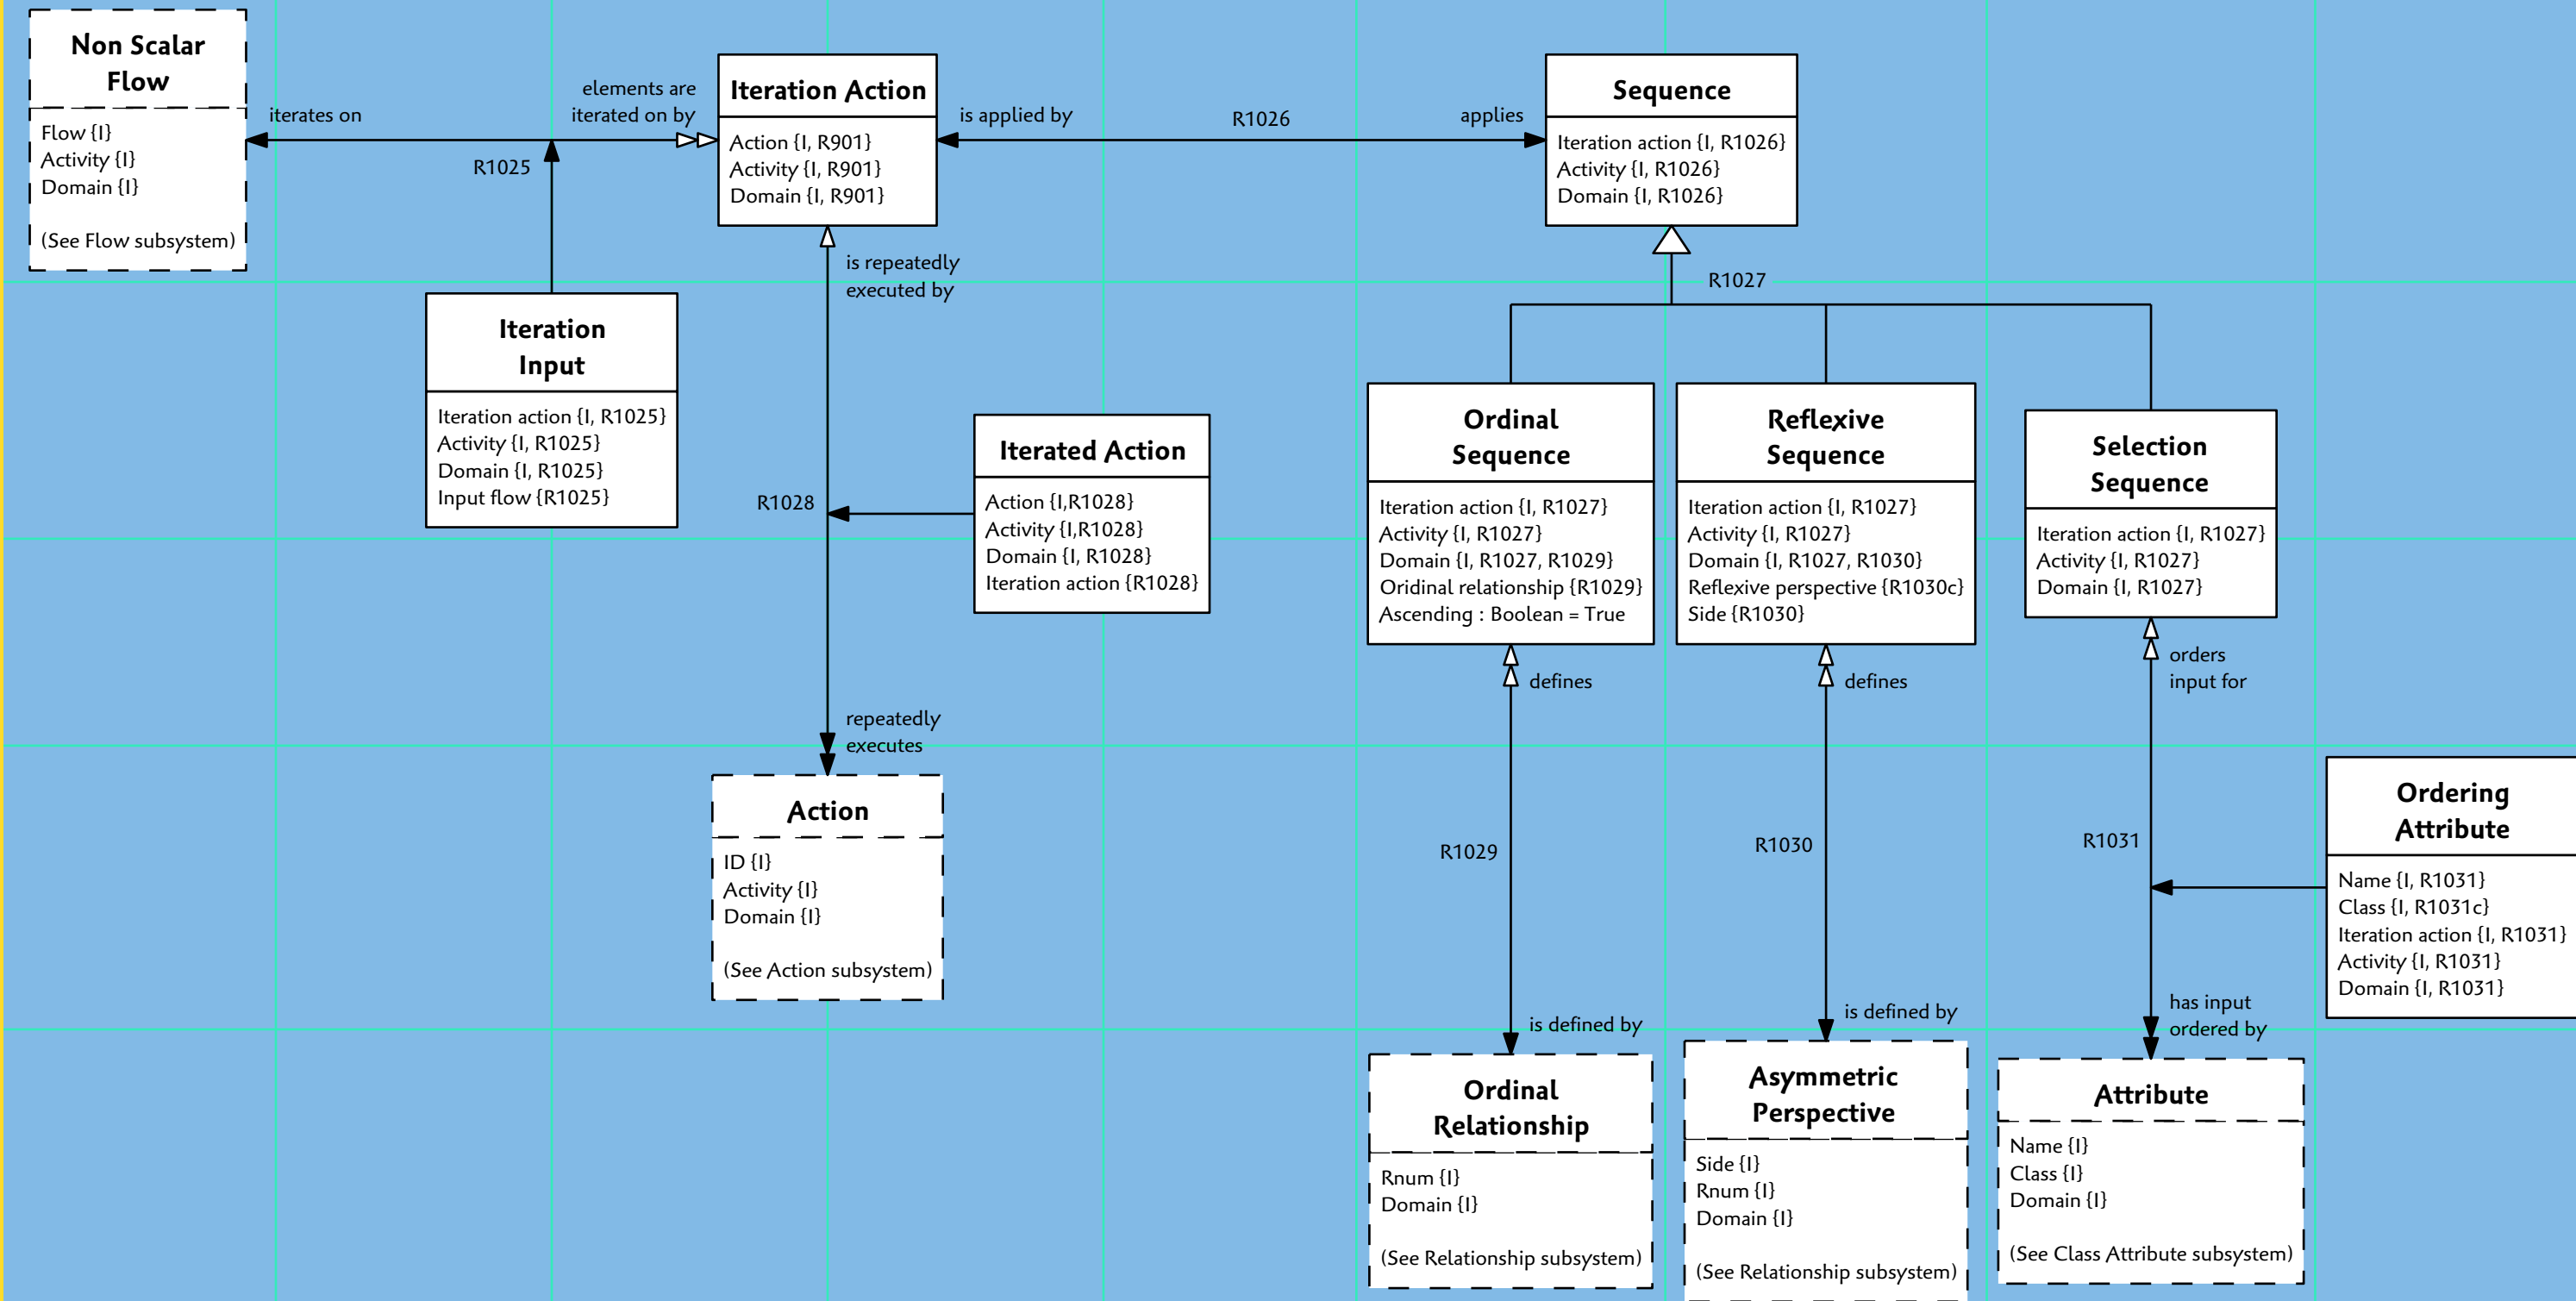 Non Scalar
Flow
Flow {I}
Activity {I}
Domain {I}
(See Flow subsystem)
iterates on
elements are
iterated on by
R1025
Iteration Action
Action {I, R901}
Activity {I, R901}
Domain {I, R901}
is applied by
R1026
applies
Sequence
Iteration action {I, R1026}
Activity {I, R1026}
Domain {I, R1026}
is repeatedly
executed by
R1027
Iteration
Input
Iteration action {I, R1025}
Activity {I, R1025}
Domain {I, R1025}
Input flow {R1025}
R1028
Iterated Action
Action {I,R1028}
Activity {I,R1028}
Domain {I, R1028}
Iteration action {R1028}
Ordinal
Sequence
Iteration action {I, R1027}
Activity {I, R1027}
Domain {I, R1027, R1029}
Oridinal relationship {R1029}
Ascending : Boolean = True
Reflexive
Sequence
Iteration action {I, R1027}
Activity {I, R1027}
Domain {I, R1027, R1030}
Reflexive perspective {R1030c}
Side {R1030}
Selection
Sequence
Iteration action {I, R1027}
Activity {I, R1027}
Domain {I, R1027}
defines
defines
orders
input for
repeatedly
executes
Action
ID {I}
Activity {I}
Domain {I}
(See Action subsystem)
R1029
R1030
R1031
Ordering
Attribute
Name {I, R1031}
Class {I, R1031c}
Iteration action {I, R1031}
Activity {I, R1031}
Domain {I, R1031}
is defined by
is defined by
has input
ordered by
Ordinal
Relationship
Rnum {I}
Domain {I}
(See Relationship subsystem)
Asymmetric
Perspective
Side {I}
Rnum {I}
Domain {I}
(See Relationship subsystem)
Attribute
Name {I}
Class {I}
Domain {I}
(See Class Attribute subsystem)